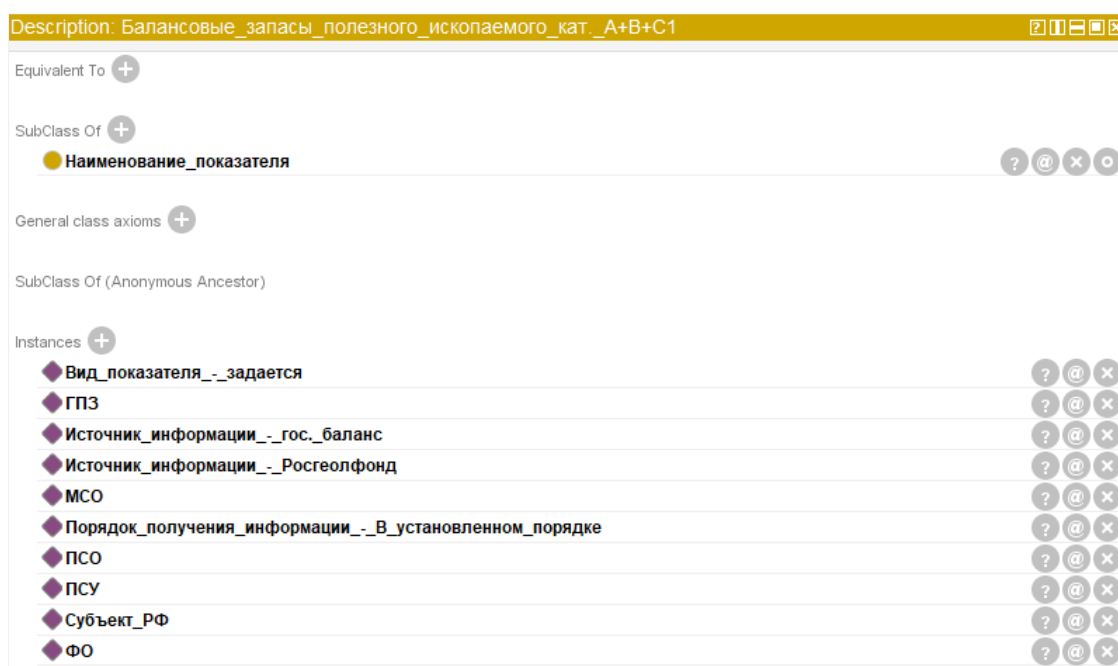 Description: Балансовые_запасы_полезного_ископаемого_кат._А+В+С1
Equivalent To
SubClass Of
Наименование_показателя
General class axioms
SubClass Of (Anonymous Ancestor)
Instances
Вид_показателя_-_задается
ГПЗ
Источник_информации_-_гос._баланс
Источник_информации_-_Росгеолфонд
МСО
Порядок_получения_информации_-_В_установленном_порядке
ПСО
ПСУ
Субъект_РФ
ФО